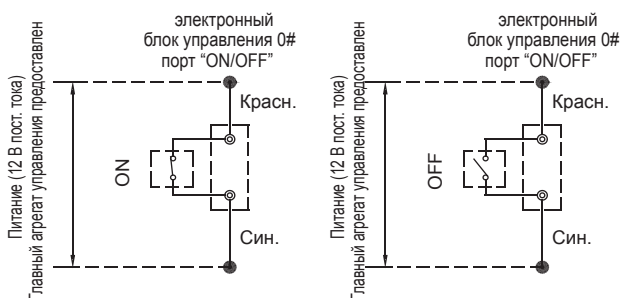 электронный
блок управления 0#
порт “ON/OFF”
Питание (12 В пост. тока)
Главный агрегат управления предоставлен
Красн.
ON
Син.
электронный
блок управления 0#
порт “ON/OFF”
Питание (12 В пост. тока)
Главный агрегат управления предоставлен
Красн.
OFF
Син.